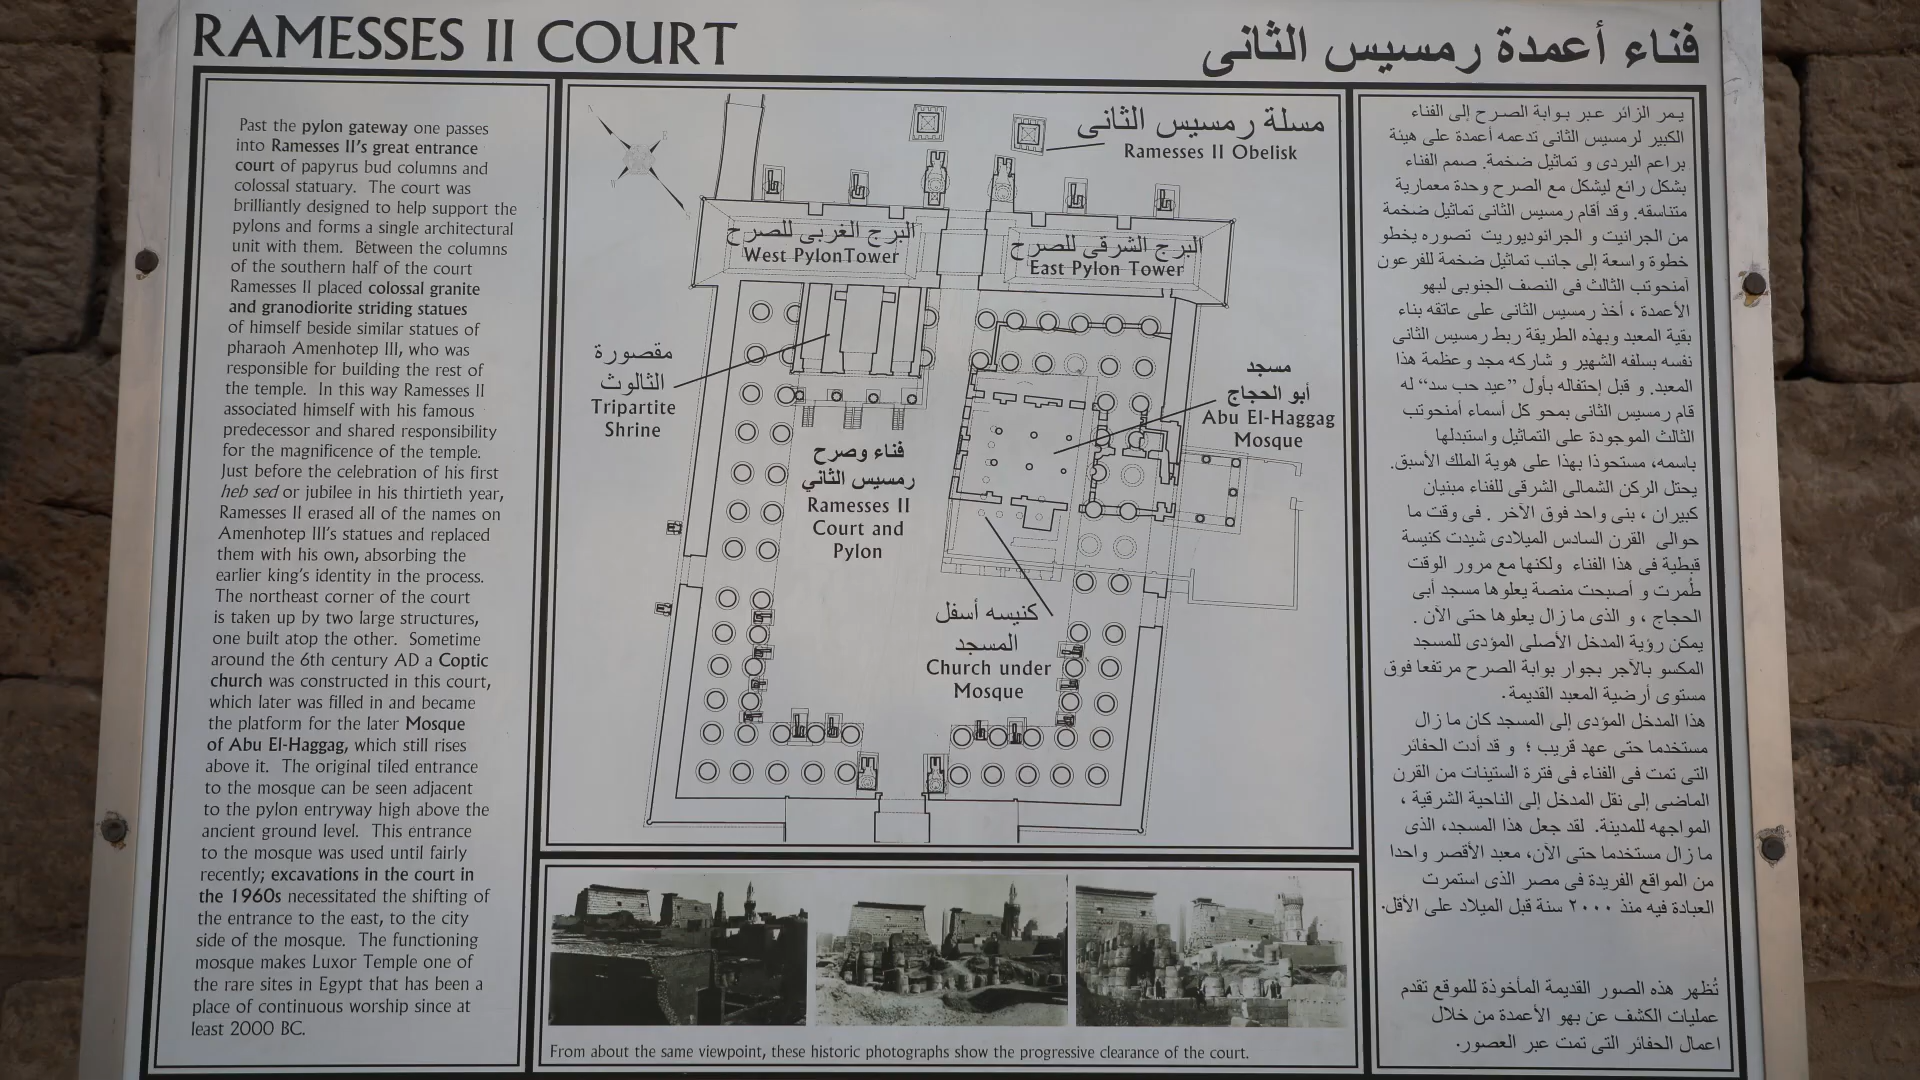 RAMESSES II COURT
فناء أعمدة رمسيس الثانى
Past the pylon gateway one passes
into Ramesses II's great entrance
court of papyrus bud columns and
colossal statuary. The court was
brilliantly designed to help support the
pylons and forms a single architectural
unit with them. Between the columns
of the southern half of the court
Ramesses II placed colossal granite
and granodiorite striding statues
of himself beside similar statues of
pharaoh Amenhotep III, who was
responsible for building the rest of
the temple. In this way Ramesses II
associated himself with his famous
predecessor and shared responsibility
for the magnificence of the temple.
Just before the celebration of his first
heb sed or jubilee in his thirtieth year,
Ramesses II erased all of the names on
Amenhotep III's statues and replaced
them with his own, absorbing the
earlier king's identity in the process.
The northeast corner of the court
is taken up by two large structures,
one built atop the other. Sometime
around the 6th century AD a Coptic
church was constructed in this court,
which later was filled in and became
the platform for the later Mosque
of Abu El-Haggag, which still rises
above it. The original tiled entrance
to the mosque can be seen adjacent
to the pylon entryway high above the
ancient ground level. This entrance
to the mosque was used until fairly
recently; excavations in the court in
the 1960s necessitated the shifting of
the entrance to the east, to the city
side of the mosque. The functioning
mosque makes Luxor Temple one of
the rare sites in Egypt that has been a
place of continuous worship since at
least 2000 BC.
مسلة رمسيس الثانى
Ramesses II Obelisk
البرج الغربى للصرح
West PylonTower
البرج الشرقى للصرح
East Pylon Tower
مقصورة
الثالوث
Tripartite
Shrine
مسجد
أبو الحجاج
Abu El-Haggag
Mosque
فناء وصرح
رمسيس الثاني
Ramesses II
Court and
Pylon
كنيسه أسفل
المسجد
Church under
Mosque
From about the same viewpoint, these historic photographs show the progressive clearance of the court.
يمر الزائر عبر بوابة الصرح إلى الفناء
الكبير لرمسيس الثانى تدعمه أعمدة على هيئة
براعم البردى و تماثيل ضخمة. صمم الفناء
بشكل رائع ليشكل مع الصرح وحدة معمارية
متناسقه. وقد أقام رمسيس الثانى تماثيل ضخمة
من الجرانيت و الجرانوديوريت تصوره يخطو
خطوة واسعة إلى جانب تماثيل ضخمة للفرعون
آمنحوتب الثالث فى النصف الجنوبى لبهو
الأعمدة ، أخذ رمسيس الثانى على عاتقه بناء
بقية المعبد وبهذه الطريقة ربط رمسيس الثانى
نفسه بسلفه الشهير و شاركه مجد وعظمة هذا
المعبد. و قبل إحتفاله بأول ”عيد حب سد“ له
قام رمسيس الثانى بمحو كل أسماء أمنحوتب
الثالث الموجودة على التماثيل واستبدلها
باسمه، مستحوذا بهذا على هوية الملك الأسبق.
يحتل الركن الشمالى الشرقى للفناء مبنيان
كبيران ، بنى واحد فوق الآخر . فى وقت ما
حوالى القرن السادس الميلادى شيدت كنيسة
قبطية فى هذا الفناء ولكنها مع مرور الوقت
طُمرت و أصبحت منصة يعلوها مسجد أبى
الحجاج ، و الذى ما زال يعلوها حتى الآن .
يمكن رؤية المدخل الأصلى المؤدى للمسجد
المكسو بالآجر بجوار بوابة الصرح مرتفعا فوق
مستوى أرضية المعبد القديمة.
هذا المدخل المؤدى إلى المسجد كان ما زال
مستخدما حتى عهد قريب ؛ و قد أدت الحفائر
التى تمت فى الفناء فى فترة الستينات من القرن
الماضى إلى نقل المدخل إلى الناحية الشرقية ،
المواجهه للمدينة. لقد جعل هذا المسجد، الذى
ما زال مستخدما حتى الآن، معبد الأقصر واحدا
من المواقع الفريدة فى مصر الذى استمرت
العبادة فيه منذ ٢٠٠٠ سنة قبل الميلاد على الأقل.
تُظهر هذه الصور القديمة المأخوذة للموقع تقدم
عمليات الكشف عن بهو الأعمدة من خلال
اعمال الحفائر التى تمت عبر العصور.